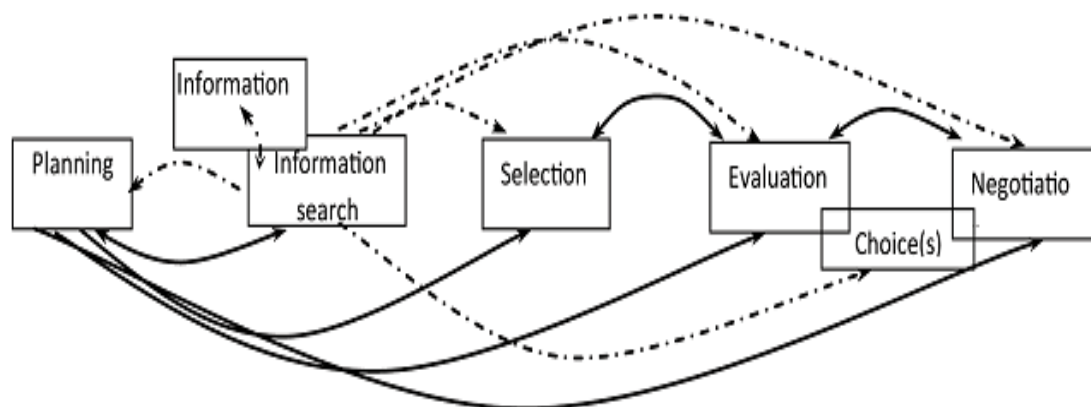 Information
Planning
Information
search
Selection
Evaluation
Negotiatio
Choice(s)